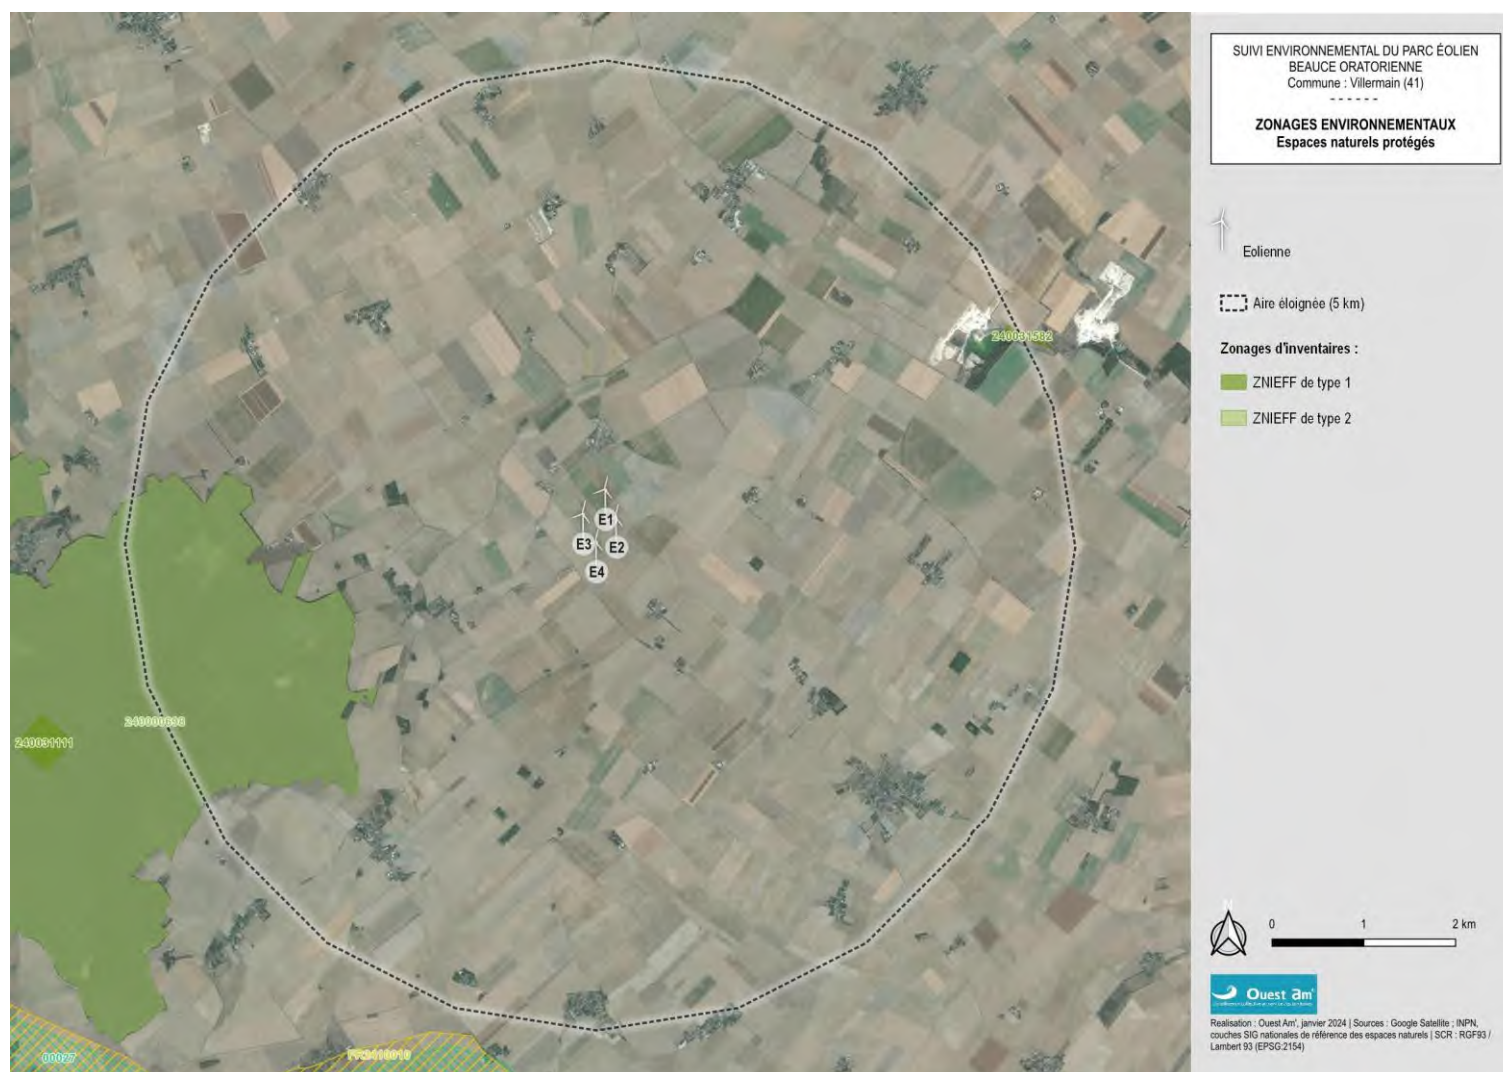 SUIVI ENVIRONNEMENTAL DU PARC ÉOLIEN
BEAUCE ORATORIENNE
Commune : Villermain (41)
- - - - - -
ZONAGES ENVIRONNEMENTAUX
Espaces naturels protégés
Eolienne
Aire éloignée (5 km)
Zonages d'inventaires :
ZNIEFF de type 1
ZNIEFF de type 2
240031582
E1
E3
E2
E4
240000698
240031111
00027
FR2410010
N
0 1 2 km
Ouest am'
Realisation : Ouest Am', janvier 2024 | Sources : Google Satellite ; INPN,
couches SIG nationales de référence des espaces naturels | SCR : RGF93 /
Lambert 93 (EPSG:2154)